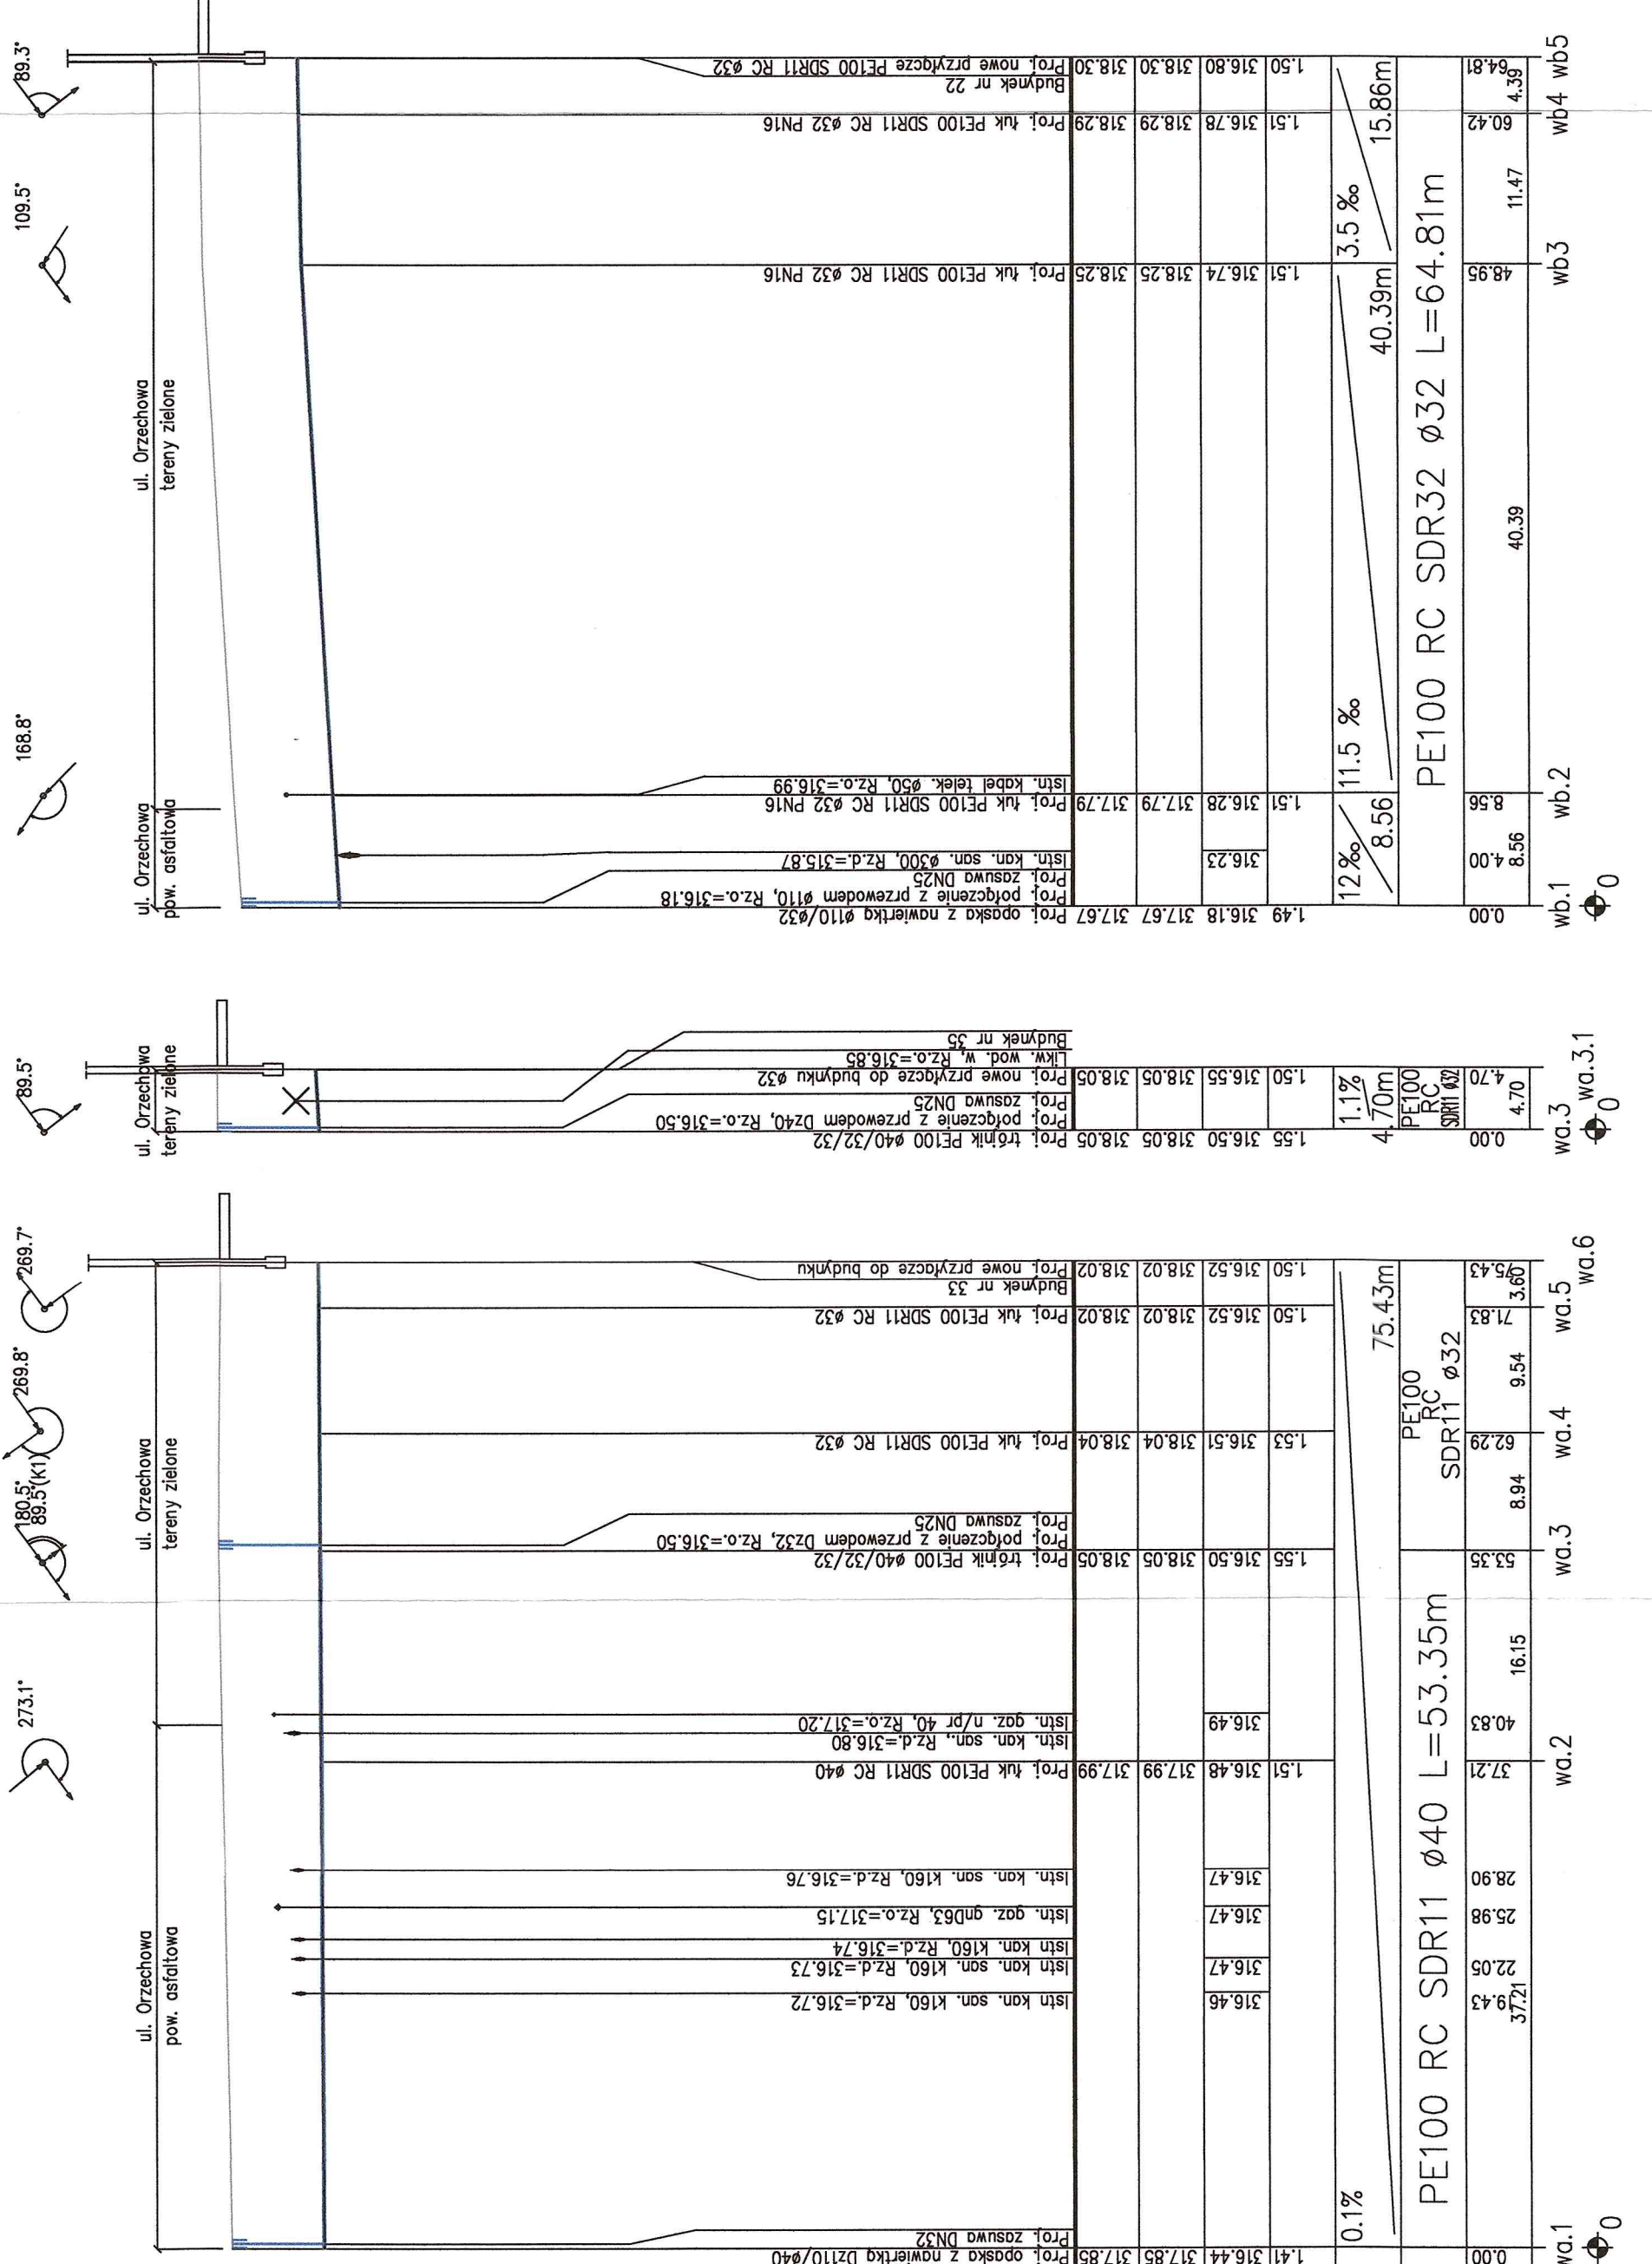 89.3°
109.5°
168.8°
ul. Orzechowa
tereny zielone
ul. Orzechowa
pow. asfaltowa
Proj. nowe przyłącze PE100 SDR11 RC ø32
Budynek nr 22
318.30
318.30
316.80
1.50
Proj. łuk PE100 SDR11 RC ø32 PN16
318.29
318.29
316.78
1.51
Proj. łuk PE100 SDR11 RC ø32 PN16
318.25
318.25
316.74
1.51
Istn. kabel telek. ø50, Rz.o.=316.99
Proj. łuk PE100 SDR11 RC ø32 PN16
317.79
317.79
316.28
1.51
Istn. kan. san. ø300, Rz.d.=315.87
316.23
Proj. zasuwa DN25
Proj. połączenie z przewodem ø110, Rz.o.=316.18
Proj. opaska z nawiertką ø110/ø32
317.67
317.67
316.18
1.49
3.5 ‰
15.86m
11.5 ‰
40.39m
12‰
8.56
PE100 RC SDR32 ø32 L=64.81m
64.81
60.42
48.95
8.56
4.00
0.00
4.39
11.47
40.39
8.56
wb5
wb4
wb3
wb.2
wb.1
0
89.5°
ul. Orzechowa
tereny zielone
Budynek nr 35
Likw. wod. w, Rz.o.=316.85
Proj. nowe przyłącze do budynku ø32
318.05
318.05
316.55
1.50
Proj. zasuwa DN25
Proj. połączenie z przewodem Dz40, Rz.o.=316.50
Proj. trójnik PE100 ø40/32/32
318.05
318.05
316.50
1.55
1.1%
4.70m
PE100
RC
SDR11 ø32
4.70
0.00
4.70
wa.3.1
wa.3
0
269.7°
269.8°
180.5°
89.5°(K1)
273.1°
ul. Orzechowa
tereny zielone
ul. Orzechowa
pow. asfaltowa
Proj. nowe przyłącze do budynku
Budynek nr 33
318.02
318.02
316.52
1.50
Proj. łuk PE100 SDR11 RC ø32
318.02
318.02
316.52
1.50
Proj. łuk PE100 SDR11 RC ø32
318.04
318.04
316.51
1.53
Proj. zasuwa DN25
Proj. połączenie z przewodem Dz32, Rz.o.=316.50
Proj. trójnik PE100 ø40/32/32
318.05
318.05
316.50
1.55
Istn. gaz. n/pr 40, Rz.o.=317.20
316.49
Istn. kan. san., Rz.d.=316.80
Proj. łuk PE100 SDR11 RC ø40
317.99
317.99
316.48
1.51
Istn. kan. san. k160, Rz.d.=316.76
316.47
Istn. gaz. gnD63, Rz.o.=317.15
316.47
Istn kan. k160, Rz.d.=316.74
Istn kan. san. k160, Rz.d.=316.73
316.47
Istn kan. san. k160, Rz.d.=316.72
316.46
Proj. zasuwa DN32
Proj. opaska z nawiertką Dz110/ø40
317.85
317.85
316.44
1.41
75.43m
0.1%
PE100
RC
SDR11 ø32
PE100 RC SDR11 ø40 L=53.35m
75.43
71.83
62.29
53.35
40.83
37.21
28.90
25.98
22.05
19.43
0.00
3.60
9.54
8.94
16.15
37.21
wa.6
wa.5
wa.4
wa.3
wa.2
wa.1
0